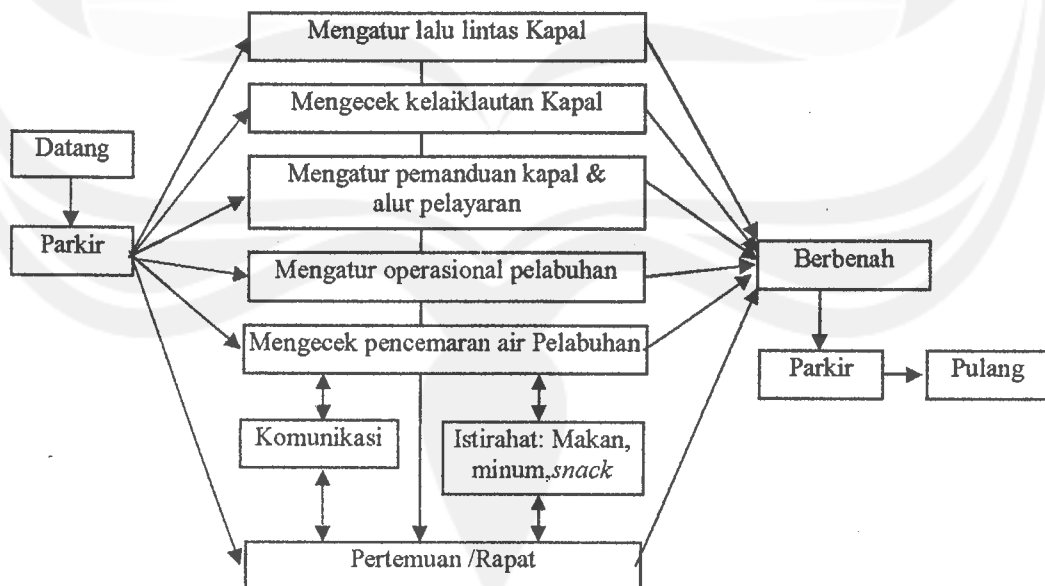 Mengatur lalu lintas Kapal
Mengecek kelaiklautan Kapal
Datang
Mengatur pemanduan kapal &
alur pelayaran
Parkir
Mengatur operasional pelabuhan
Berbenah
Mengecek pencemaran air Pelabuhan
Parkir
Pulang
Komunikasi
Istirahat: Makan,
minum,snack
Pertemuan /Rapat